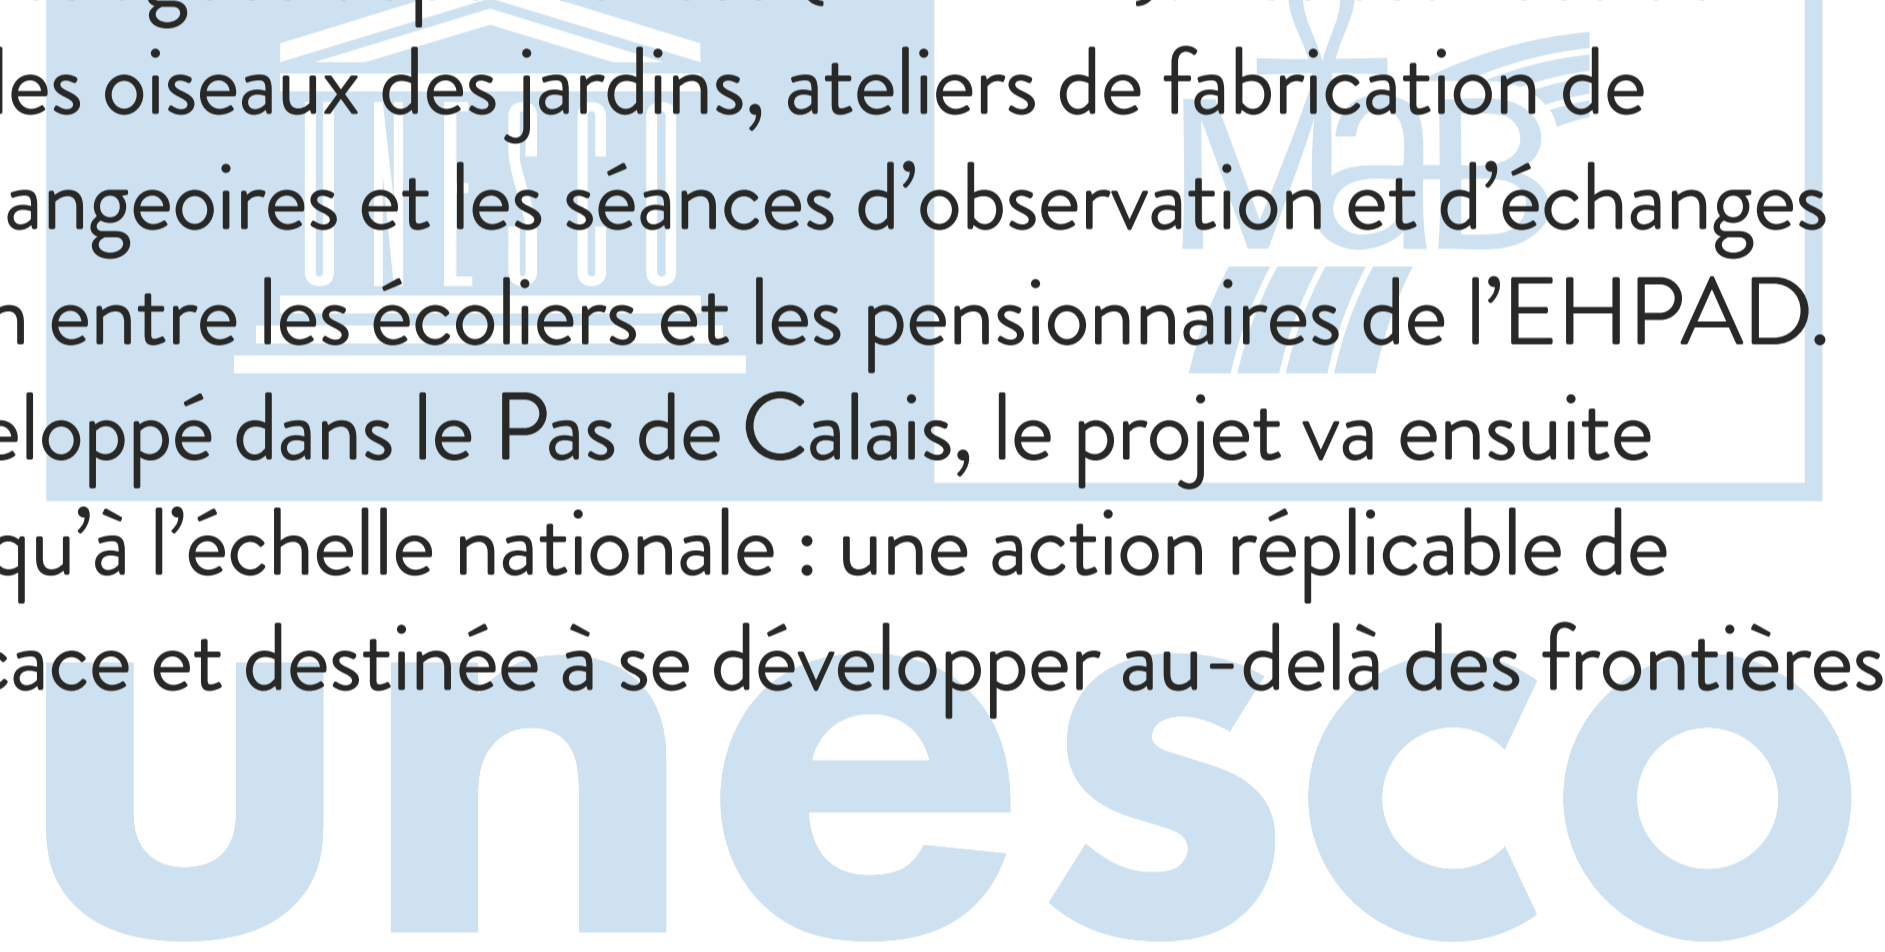 les oiseaux des jardins, ateliers de fabrication de
angeoires et les séances d’observation et d’échanges
n entre les écoliers et les pensionnaires de l’EHPAD.
eloppé dans le Pas de Calais, le projet va ensuite
qu’à l’échelle nationale : une action réplicable de
cace et destinée à se développer au-delà des frontières
UNESCO
MaB
unesco